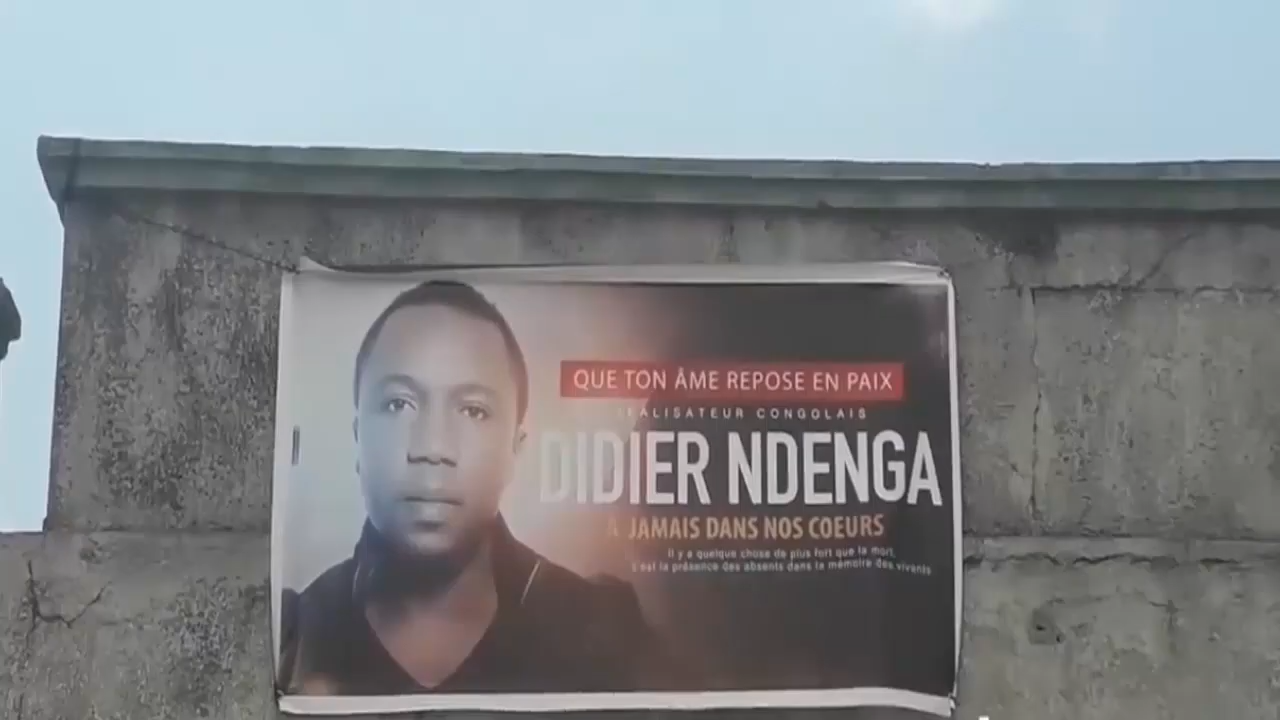 QUE TON ÂME REPOSE EN PAIX
RÉALISATEUR CONGOLAIS
DIDIER NDENGA
À JAMAIS DANS NOS COEURS
Il y a quelque chose de plus fort que la mort,
c'est la présence des absents dans la mémoire des vivants